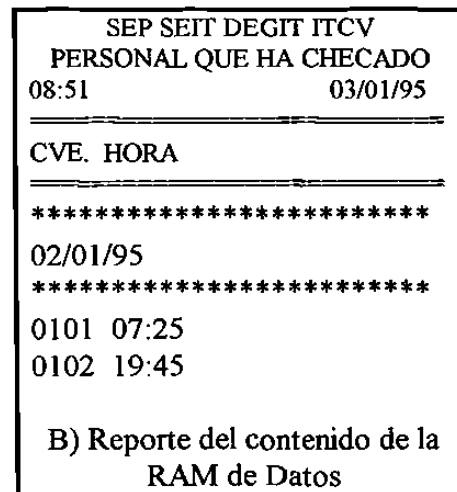 SEP SEIT DEGIT ITCV
PERSONAL QUE HA CHECADO
08:51 03/01/95
CVE. HORA
*************************
02/01/95
*************************
0101 07:25
0102 19:45
B) Reporte del contenido de la
RAM de Datos